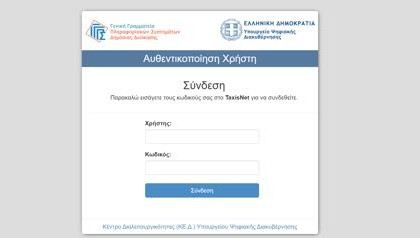 Γενική Γραμματεία
Πληροφοριακών Συστημάτων
Δημόσιας Διοίκησης
ΕΛΛΗΝΙΚΗ ΔΗΜΟΚΡΑΤΙΑ
Υπουργείο Ψηφιακής
Διακυβέρνησης
Αυθεντικοποίηση Χρήστη
Σύνδεση
Παρακαλώ εισάγετε τους κωδικούς σας στο TaxisNet για να συνδεθείτε.
Χρήστης:
Κωδικός:
Σύνδεση
Κέντρο Διαλειτουργικότητας (ΚΕ.Δ.) Υπουργείου Ψηφιακής Διακυβέρνησης